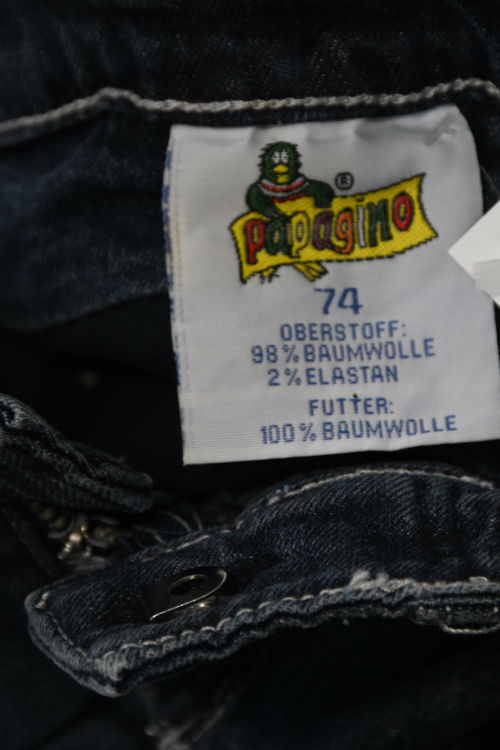 ®
Papagino
74
OBERSTOFF:
98% BAUMWOLLE
2% ELASTAN
FUTTER:
100% BAUMWOLLE